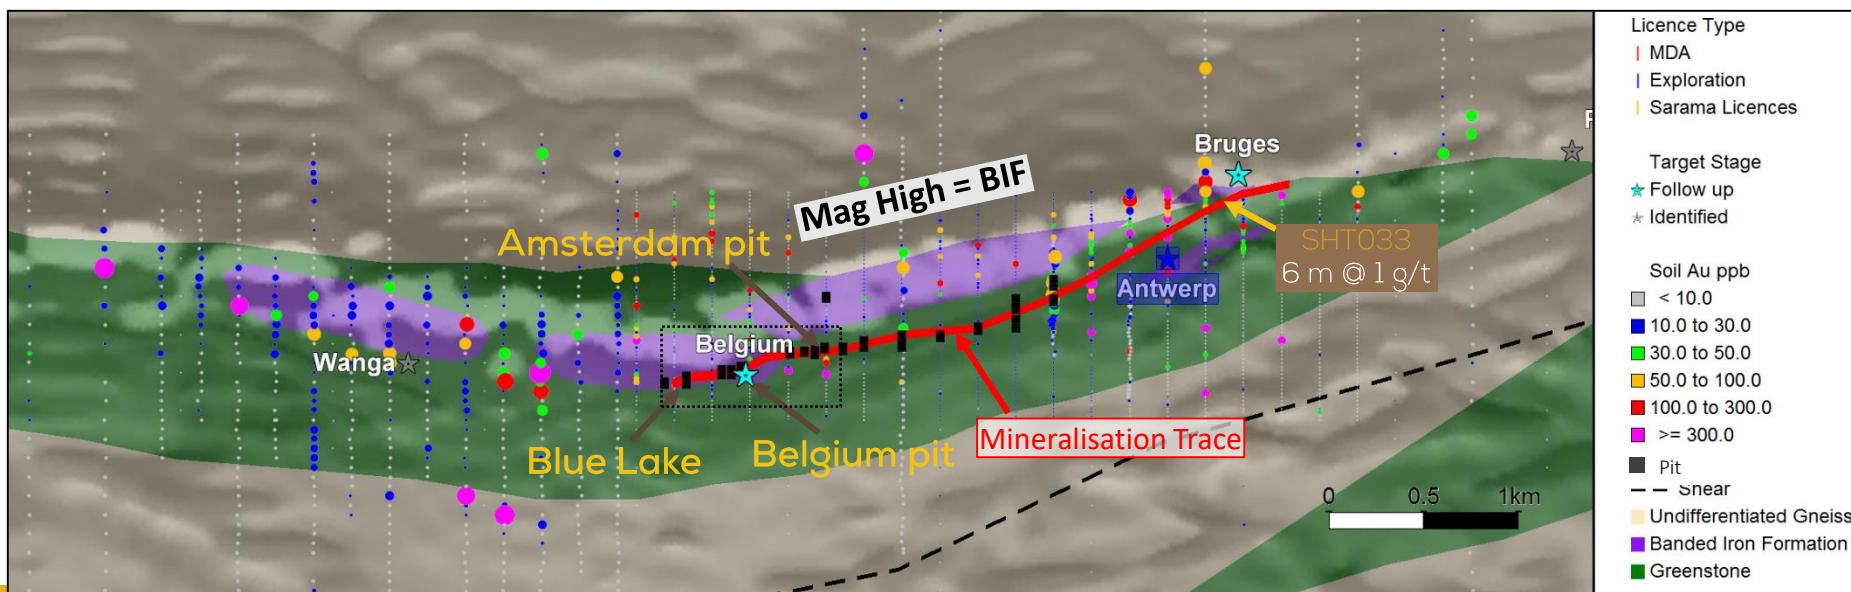 Bruges
Mag High = BIF
Amsterdam pit
SHT033
6 m @ 1 g/t
Antwerp
Belgium
Wanga
Mineralisation Trace
Blue Lake
Belgium pit
0 0.5 1km
Licence Type
MDA
Exploration
Sarama Licences
Target Stage
Follow up
Identified
Soil Au ppb
< 10.0
10.0 to 30.0
30.0 to 50.0
50.0 to 100.0
100.0 to 300.0
>= 300.0
Pit
Shear
Undifferentiated Gneiss
Banded Iron Formation
Greenstone